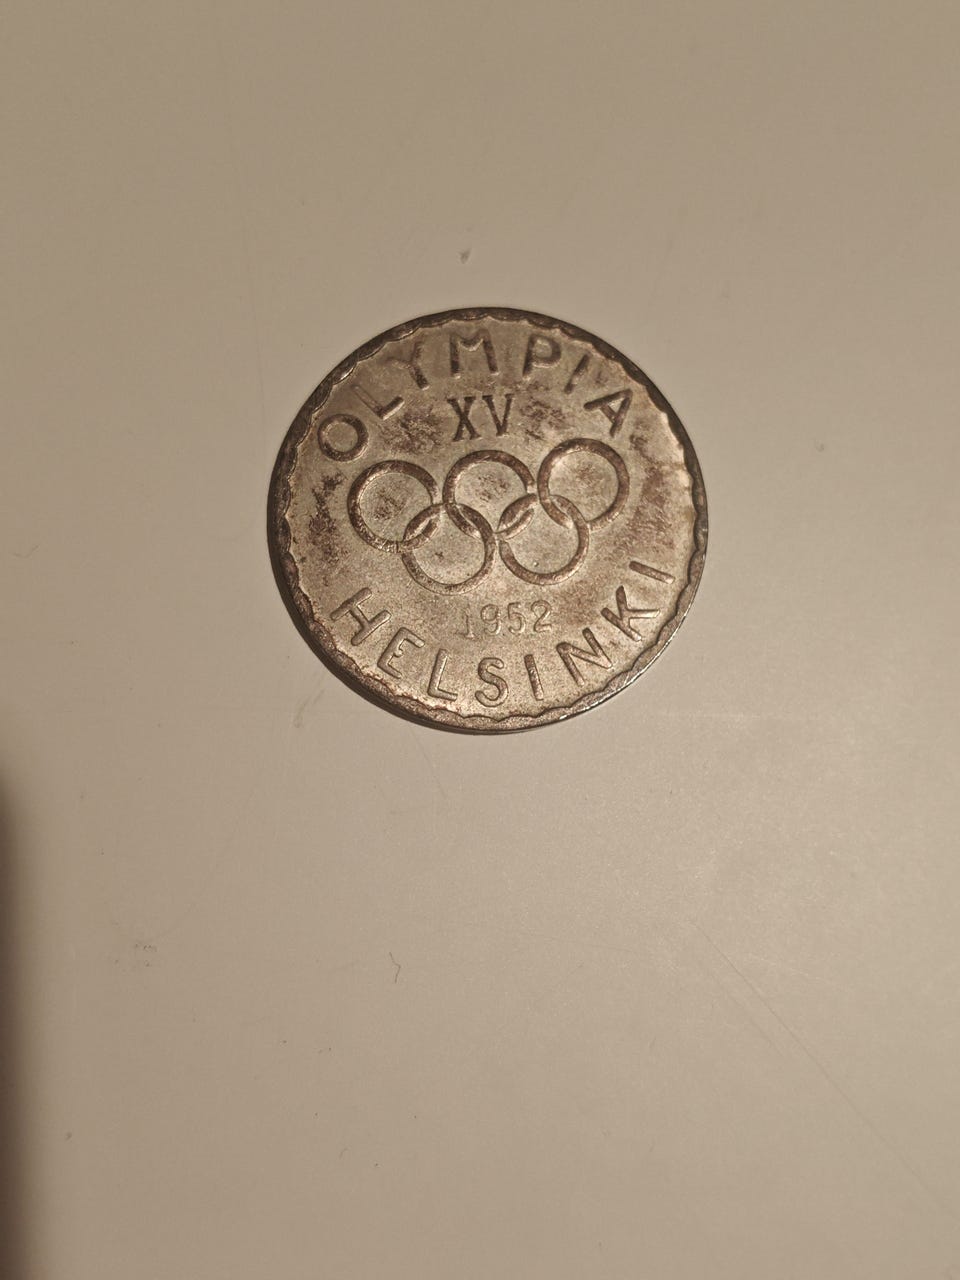 OLYMPIA
XV
1952
HELSINKI